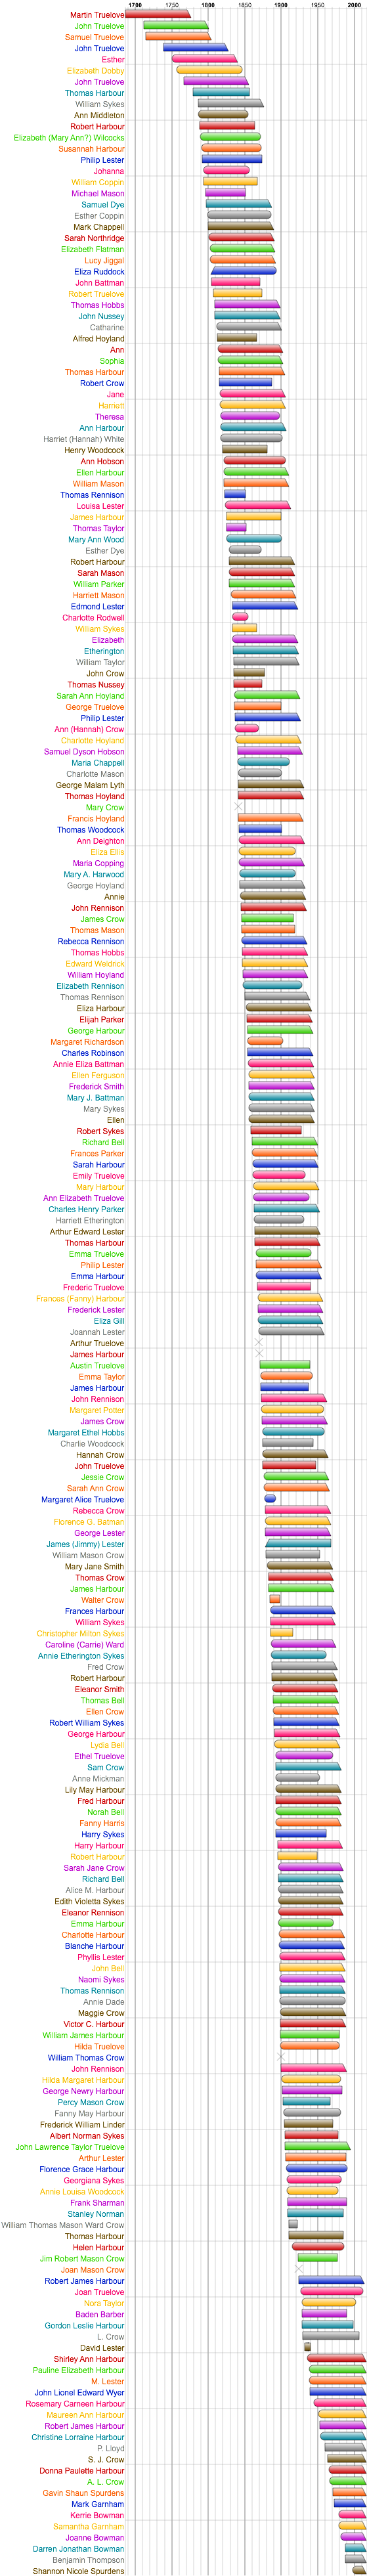 1700 1750 1800 1850 1900 1950 2000
Martin Truelove
John Truelove
Samuel Truelove
John Truelove
Esther
Elizabeth Dobby
John Truelove
Thomas Harbour
William Sykes
Ann Middleton
Robert Harbour
Elizabeth (Mary Ann?) Wilcocks
Susannah Harbour
Philip Lester
Johanna
William Coppin
Michael Mason
Samuel Dye
Esther Coppin
Mark Chappell
Sarah Northridge
Elizabeth Flatman
Lucy Jiggal
Eliza Ruddock
John Battman
Robert Truelove
Thomas Hobbs
John Nussey
Catharine
Alfred Hoyland
Ann
Sophia
Thomas Harbour
Robert Crow
Jane
Harriett
Theresa
Ann Harbour
Harriet (Hannah) White
Henry Woodcock
Ann Hobson
Ellen Harbour
William Mason
Thomas Rennison
Louisa Lester
James Harbour
Thomas Taylor
Mary Ann Wood
Esther Dye
Robert Harbour
Sarah Mason
William Parker
Harriett Mason
Edmond Lester
Charlotte Rodwell
William Sykes
Elizabeth
Etherington
William Taylor
John Crow
Thomas Nussey
Sarah Ann Hoyland
George Truelove
Philip Lester
Ann (Hannah) Crow
Charlotte Hoyland
Samuel Dyson Hobson
Maria Chappell
Charlotte Mason
George Malam Lyth
Thomas Hoyland
Mary Crow
Francis Hoyland
Thomas Woodcock
Ann Deighton
Eliza Ellis
Maria Copping
Mary A. Harwood
George Hoyland
Annie
John Rennison
James Crow
Thomas Mason
Rebecca Rennison
Thomas Hobbs
Edward Weldrick
William Hoyland
Elizabeth Rennison
Thomas Rennison
Eliza Harbour
Elijah Parker
George Harbour
Margaret Richardson
Charles Robinson
Annie Eliza Battman
Ellen Ferguson
Frederick Smith
Mary J. Battman
Mary Sykes
Ellen
Robert Sykes
Richard Bell
Frances Parker
Sarah Harbour
Emily Truelove
Mary Harbour
Ann Elizabeth Truelove
Charles Henry Parker
Harriett Etherington
Arthur Edward Lester
Thomas Harbour
Emma Truelove
Philip Lester
Emma Harbour
Frederic Truelove
Frances (Fanny) Harbour
Frederick Lester
Eliza Gill
Joannah Lester
Arthur Truelove
James Harbour
Austin Truelove
Emma Taylor
James Harbour
John Rennison
Margaret Potter
James Crow
Margaret Ethel Hobbs
Charlie Woodcock
Hannah Crow
John Truelove
Jessie Crow
Sarah Ann Crow
Margaret Alice Truelove
Rebecca Crow
Florence G. Batman
George Lester
James (Jimmy) Lester
William Mason Crow
Mary Jane Smith
Thomas Crow
James Harbour
Walter Crow
Frances Harbour
William Sykes
Christopher Milton Sykes
Caroline (Carrie) Ward
Annie Etherington Sykes
Fred Crow
Robert Harbour
Eleanor Smith
Thomas Bell
Ellen Crow
Robert William Sykes
George Harbour
Lydia Bell
Ethel Truelove
Sam Crow
Anne Mickman
Lily May Harbour
Fred Harbour
Norah Bell
Fanny Harris
Harry Sykes
Harry Harbour
Robert Harbour
Sarah Jane Crow
Richard Bell
Alice M. Harbour
Edith Violetta Sykes
Eleanor Rennison
Emma Harbour
Charlotte Harbour
Blanche Harbour
Phyllis Lester
John Bell
Naomi Sykes
Thomas Rennison
Annie Dade
Maggie Crow
Victor C. Harbour
William James Harbour
Hilda Truelove
William Thomas Crow
John Rennison
Hilda Margaret Harbour
George Newry Harbour
Percy Mason Crow
Fanny May Harbour
Frederick William Linder
Albert Norman Sykes
John Lawrence Taylor Truelove
Arthur Lester
Florence Grace Harbour
Georgiana Sykes
Annie Louisa Woodcock
Frank Sharman
Stanley Norman
William Thomas Mason Ward Crow
Thomas Harbour
Helen Harbour
Jim Robert Mason Crow
Joan Mason Crow
Robert James Harbour
Joan Truelove
Nora Taylor
Baden Barber
Gordon Leslie Harbour
L. Crow
David Lester
Shirley Ann Harbour
Pauline Elizabeth Harbour
M. Lester
John Lionel Edward Wyer
Rosemary Carneen Harbour
Maureen Ann Harbour
Robert James Harbour
Christine Lorraine Harbour
P. Lloyd
S. J. Crow
Donna Paulette Harbour
A. L. Crow
Gavin Shaun Spurdens
Mark Garnham
Kerrie Bowman
Samantha Garnham
Joanne Bowman
Darren Jonathan Bowman
Benjamin Thompson
Shannon Nicole Spurdens